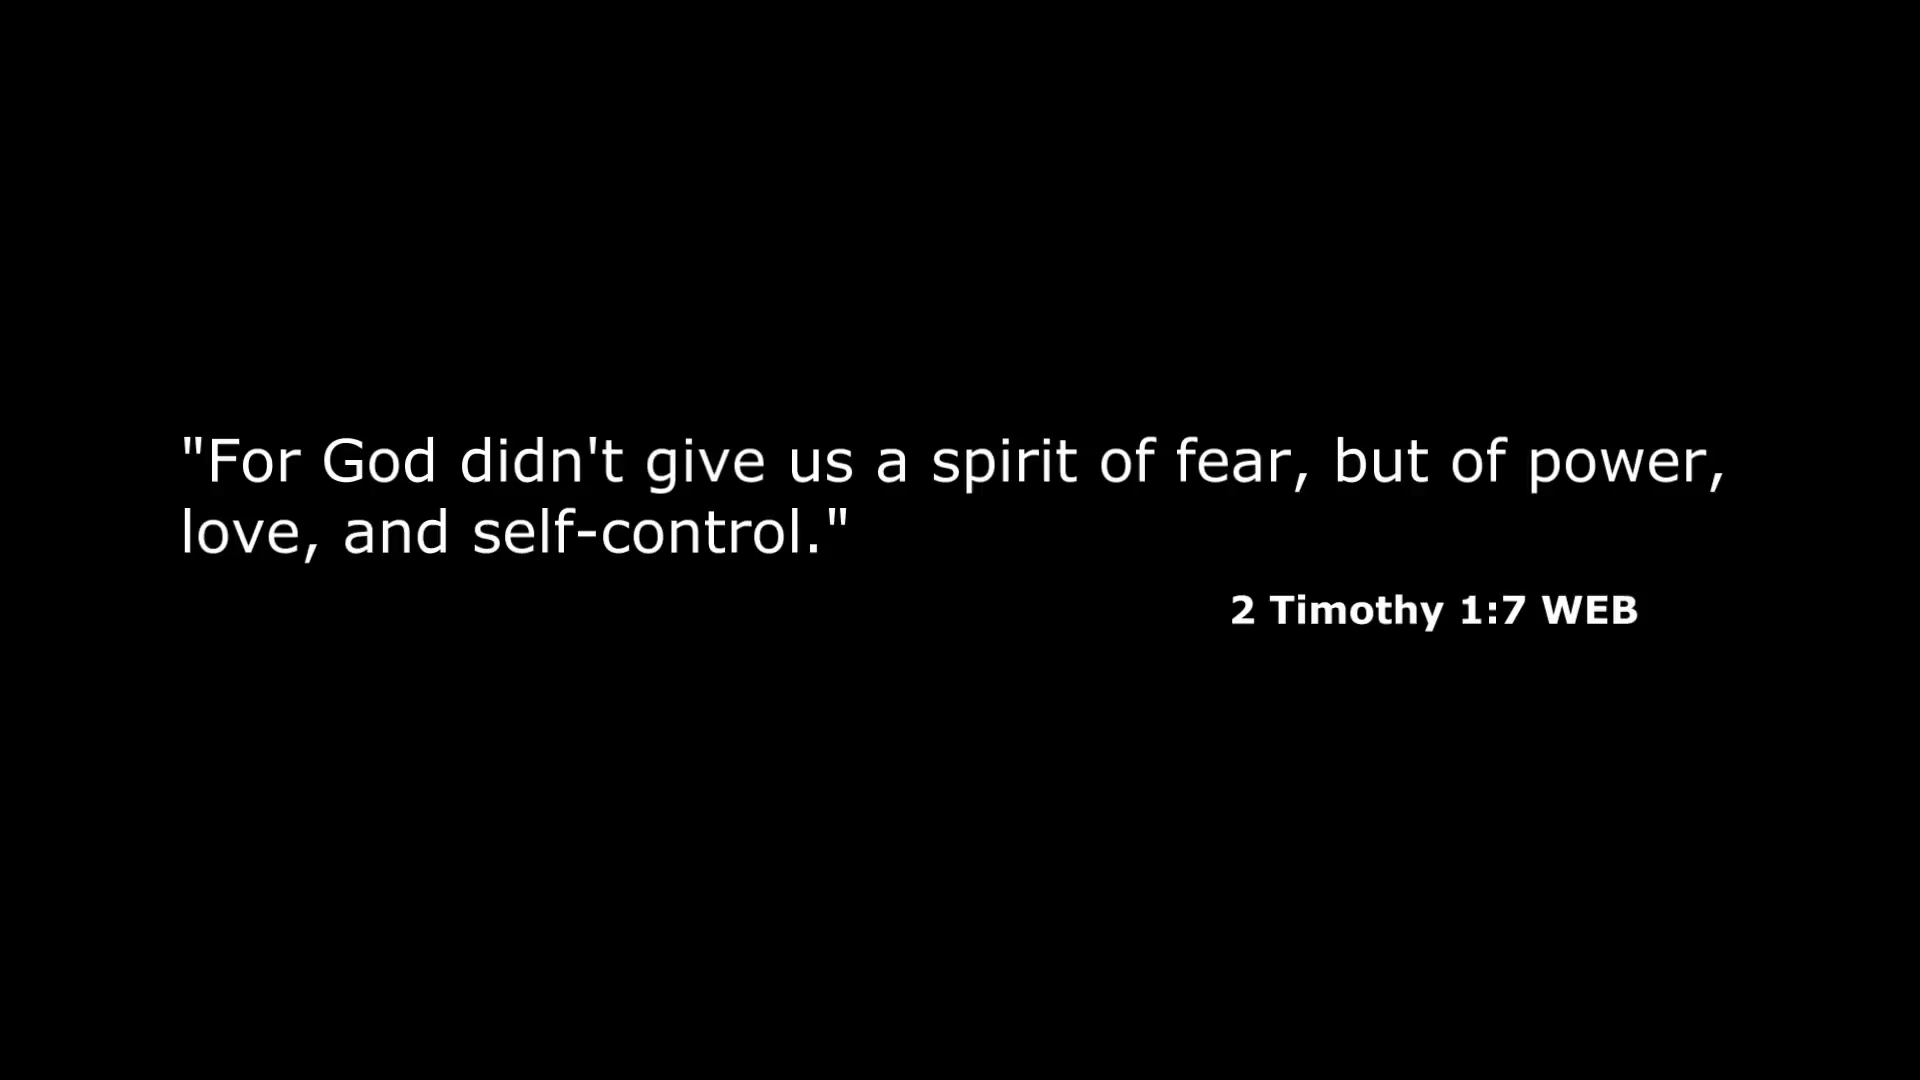 "For God didn't give us a spirit of fear, but of power,
love, and self-control."
2 Timothy 1:7 WEB